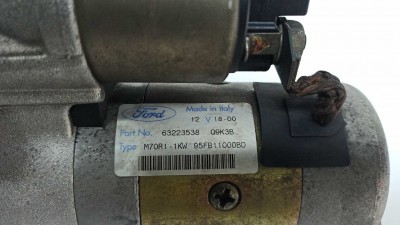 Ford Made in Italy
12 V 18-00
Part No. 63223538 09K3B
Type M70R1-1KW 95FB11000BD